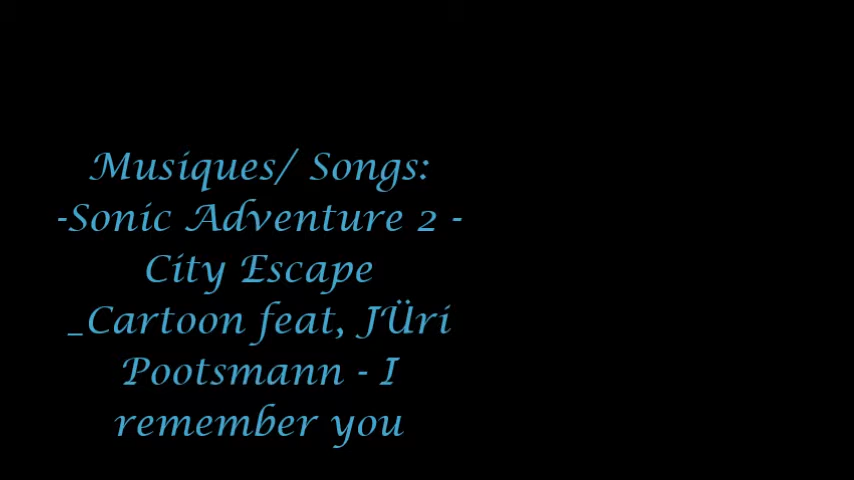 Musiques/ Songs:
-Sonic Adventure 2 -
City Escape
_Cartoon feat, JÜri
Pootsmann - I
remember you